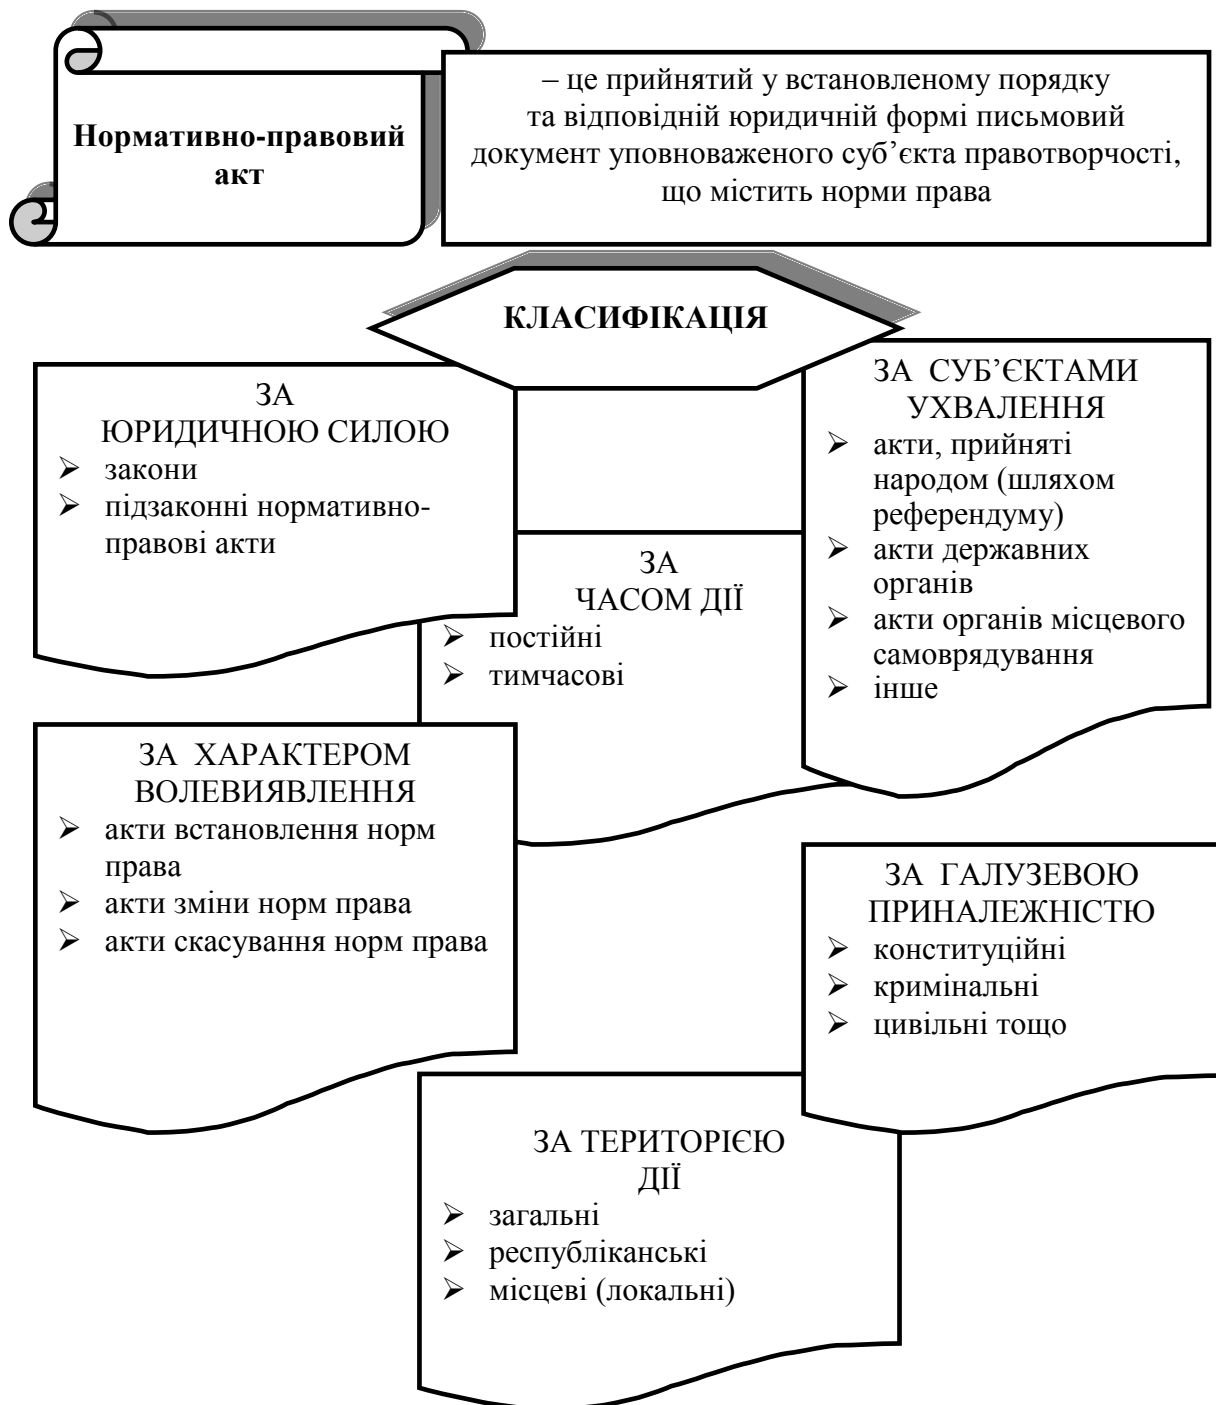 Нормативно-правовий
акт
– це прийнятий у встановленому порядку
та відповідній юридичній формі письмовий
документ уповноваженого суб’єкта правотворчості,
що містить норми права
КЛАСИФІКАЦІЯ
ЗА
ЮРИДИЧНОЮ СИЛОЮ
➢ закони
➢ підзаконні нормативно-
правові акти
ЗА
ЧАСОМ ДІЇ
➢ постійні
➢ тимчасові
ЗА СУБ’ЄКТАМИ
УХВАЛЕННЯ
➢ акти, прийняті
народом (шляхом
референдуму)
➢ акти державних
органів
➢ акти органів місцевого
самоврядування
➢ інше
ЗА ХАРАКТЕРОМ
ВОЛЕВИЯВЛЕННЯ
➢ акти встановлення норм
права
➢ акти зміни норм права
➢ акти скасування норм права
ЗА ГАЛУЗЕВОЮ
ПРИНАЛЕЖНІСТЮ
➢ конституційні
➢ кримінальні
➢ цивільні тощо
ЗА ТЕРИТОРІЄЮ
ДІЇ
➢ загальні
➢ республіканські
➢ місцеві (локальні)